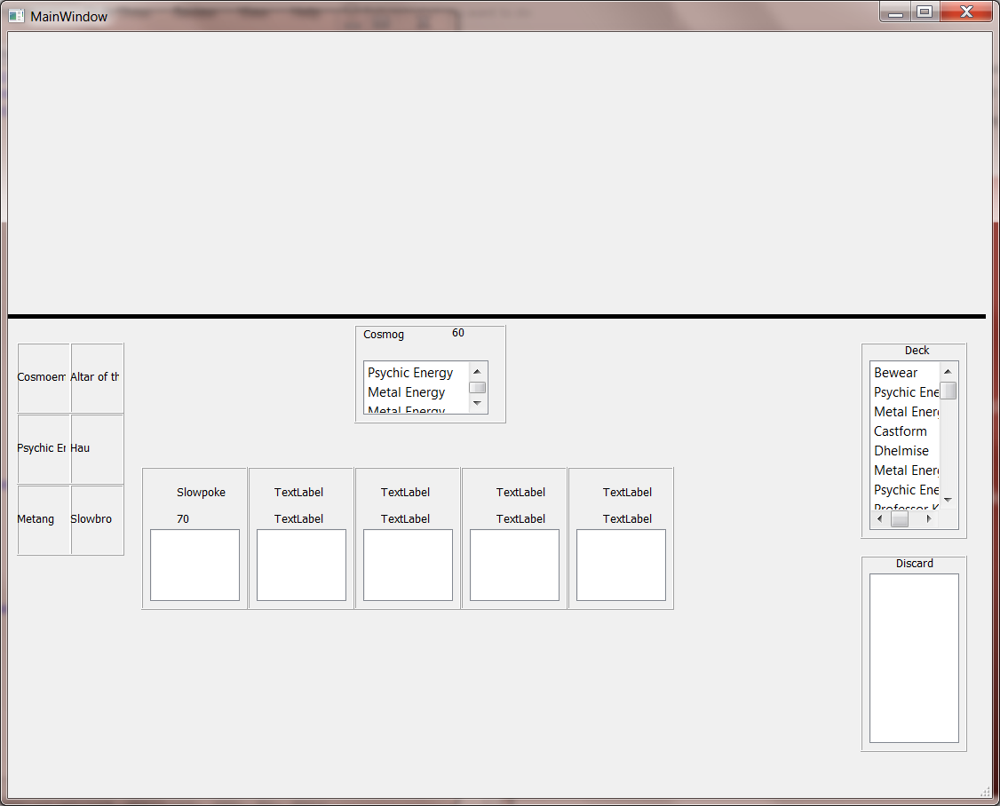 MainWindow
Cosmog 60
Psychic Energy
Metal Energy
Metal Energy
Cosmoem Altar of th
Psychic Er Hau
Metang Slowbro
Slowpoke
70
TextLabel
TextLabel
TextLabel
TextLabel
TextLabel
TextLabel
TextLabel
TextLabel
Deck
Bewear
Psychic Ene
Metal Ener
Castform
Dhelmise
Metal Ener
Psychic Ene
Professor K
Discard